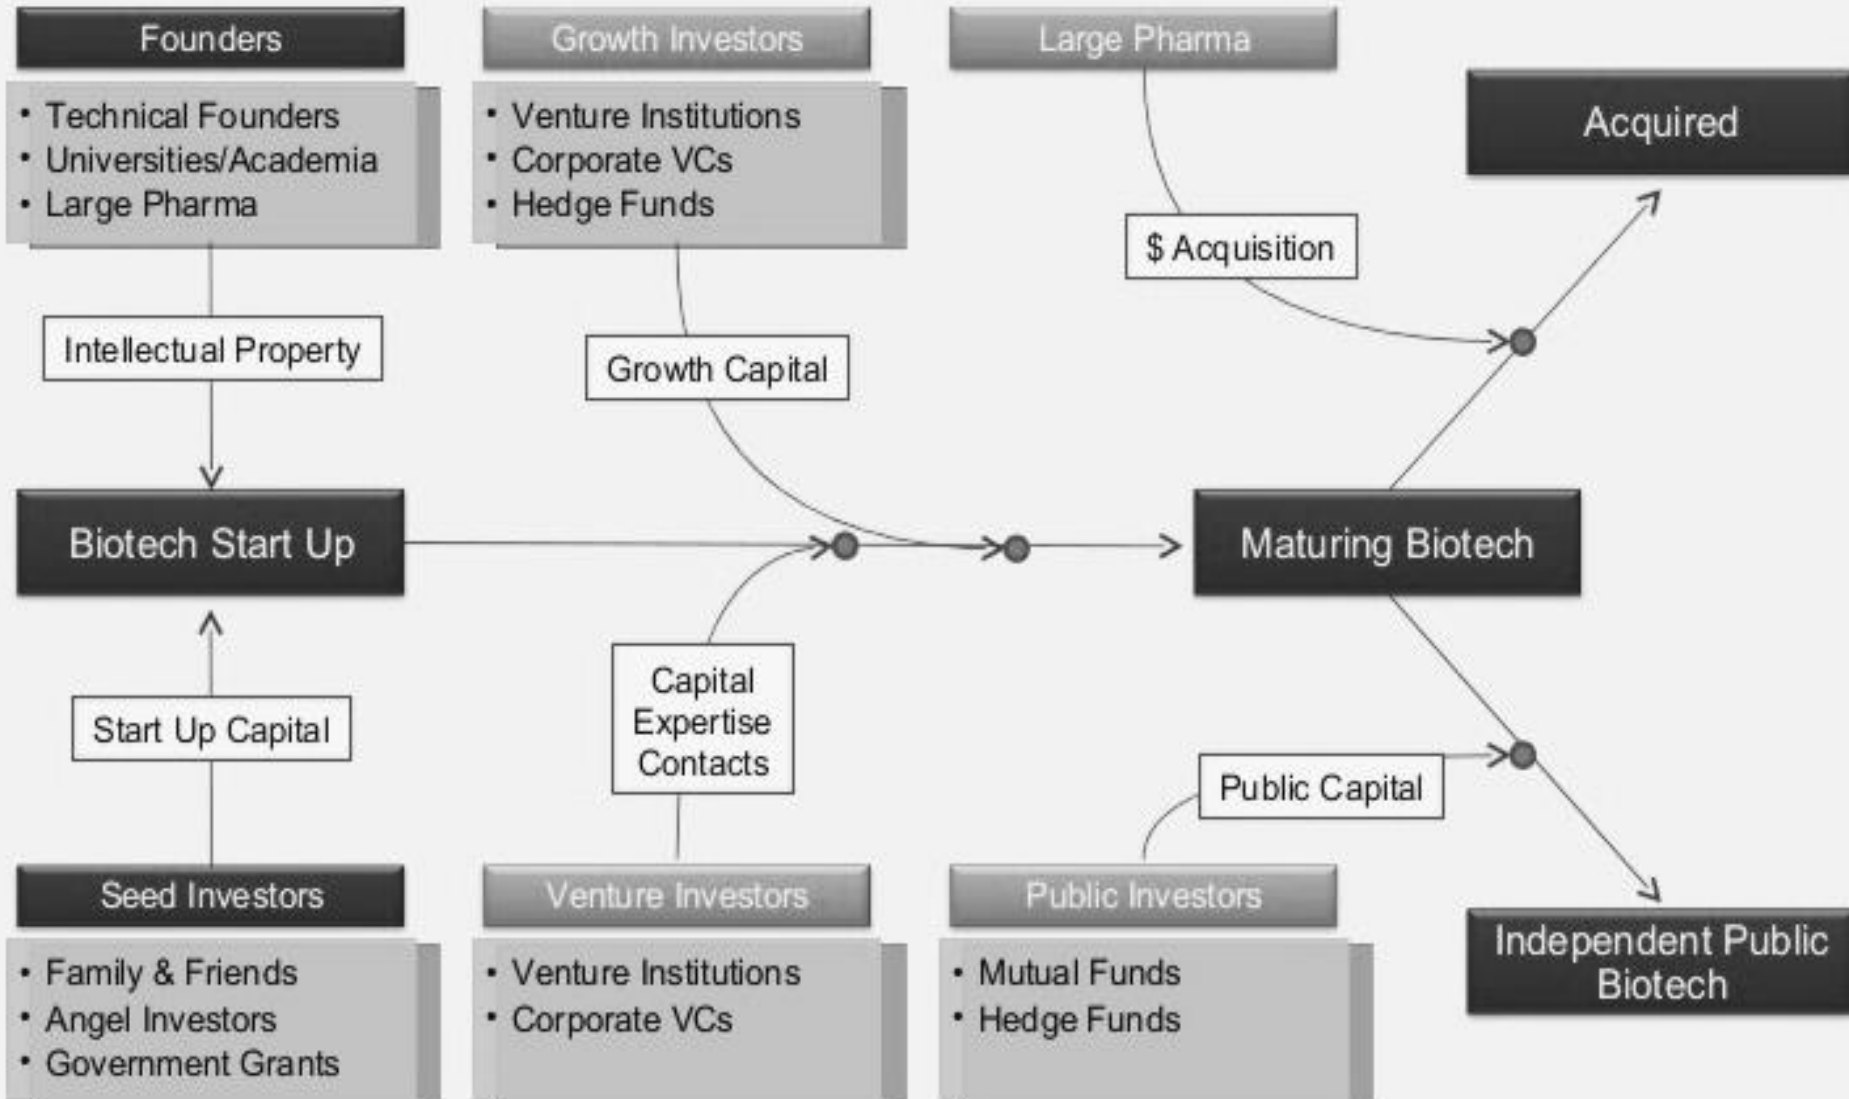 Founders
• Technical Founders
• Universities/Academia
• Large Pharma
Intellectual Property
Growth Investors
• Venture Institutions
• Corporate VCs
• Hedge Funds
Growth Capital
Large Pharma
$ Acquisition
Acquired
Biotech Start Up
Maturing Biotech
Start Up Capital
Capital
Expertise
Contacts
Public Capital
Seed Investors
• Family & Friends
• Angel Investors
• Government Grants
Venture Investors
• Venture Institutions
• Corporate VCs
Public Investors
• Mutual Funds
• Hedge Funds
Independent Public
Biotech